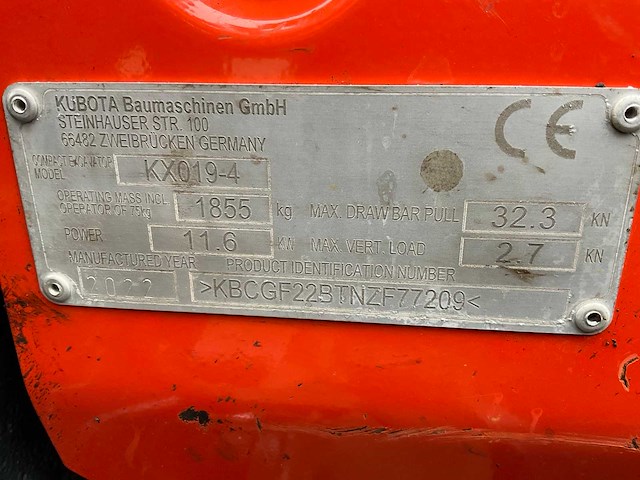 KUBOTA Baumaschinen GmbH
STEINHAUSER STR. 100
66482 ZWEIBRÜCKEN GERMANY
CE
COMPACT EXCAVATOR
MODEL KX019-4
OPERATING MASS INCL.
OPERATOR OF 75kg 1855 kg MAX. DRAW BAR PULL 32.3 KN
POWER 11.6 KW MAX. VERT. LOAD 2.7 KN
MANUFACTURED YEAR PRODUCT IDENTIFICATION NUMBER
2022 >KBCGF22BTNZF77209<